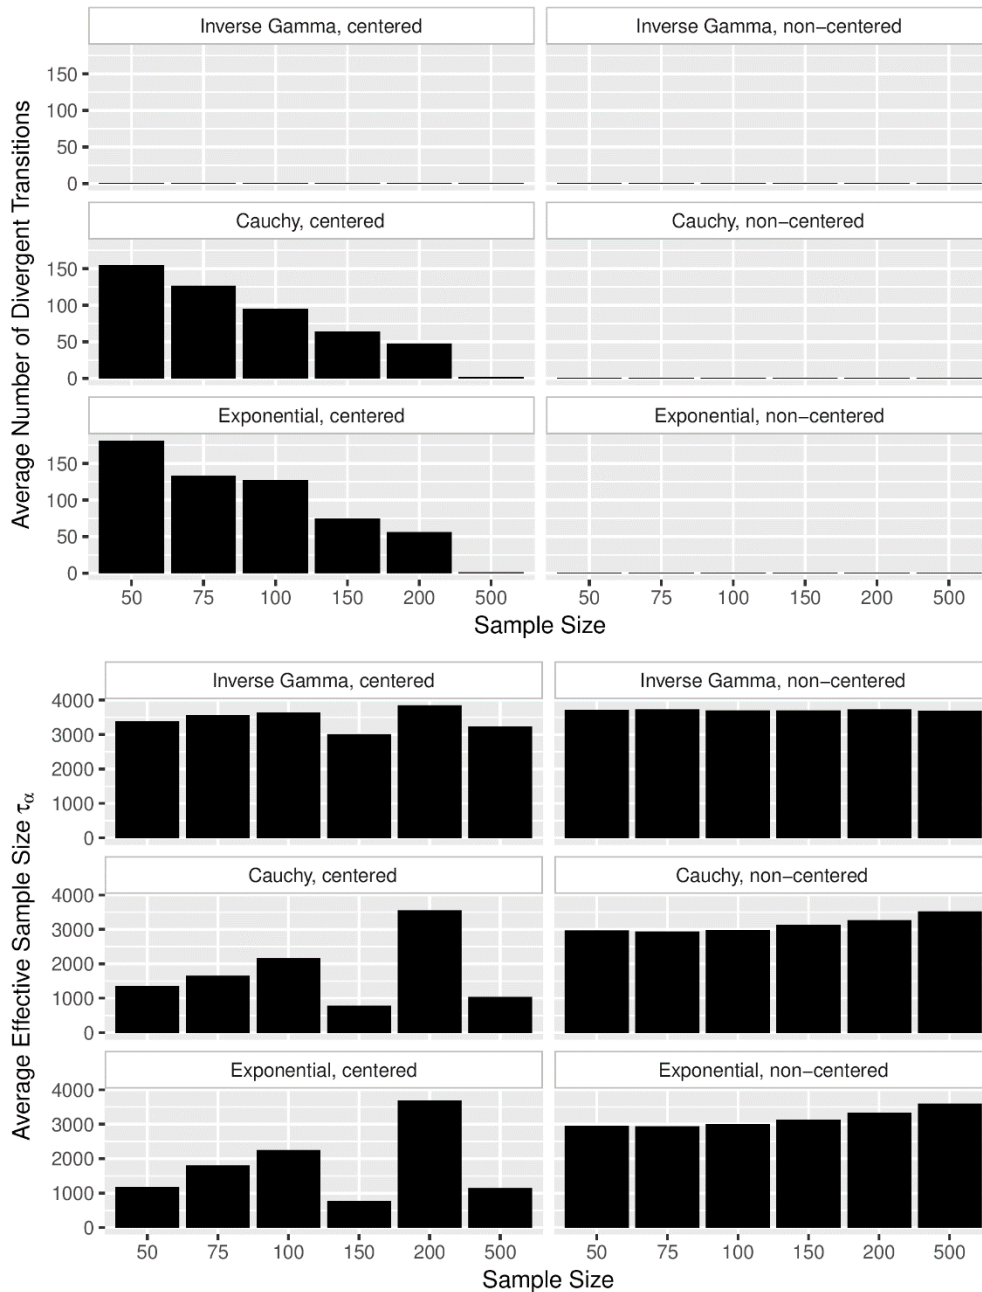 Inverse Gamma, centered
Inverse Gamma, non−centered
150
100
50
0
Cauchy, centered
Cauchy, non−centered
150
100
50
0
Exponential, centered
Exponential, non−centered
150
100
50
0
50 75 100 150 200 500
50 75 100 150 200 500
Sample Size
Average Number of Divergent Transitions
Inverse Gamma, centered
Inverse Gamma, non−centered
4000
3000
2000
1000
0
Cauchy, centered
Cauchy, non−centered
4000
3000
2000
1000
0
Exponential, centered
Exponential, non−centered
4000
3000
2000
1000
0
50 75 100 150 200 500
50 75 100 150 200 500
Sample Size
Average Effective Sample Size τα